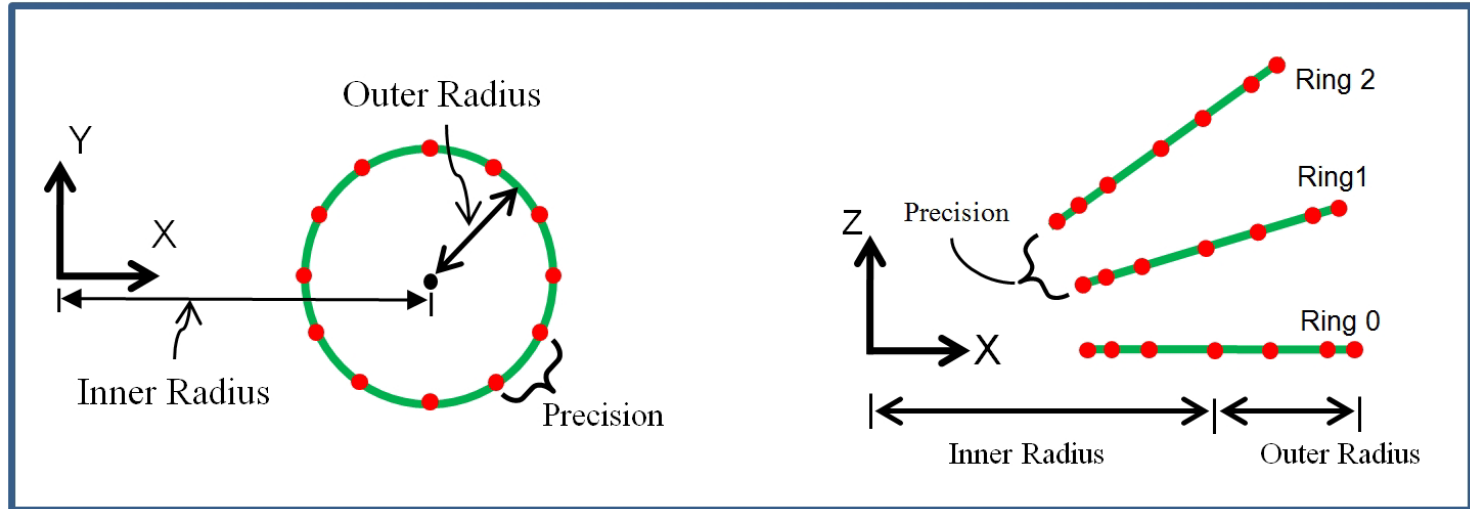 Outer Radius
Y
X
Inner Radius
Precision
Ring 2
Ring1
Precision
Z
Ring 0
X
Inner Radius
Outer Radius